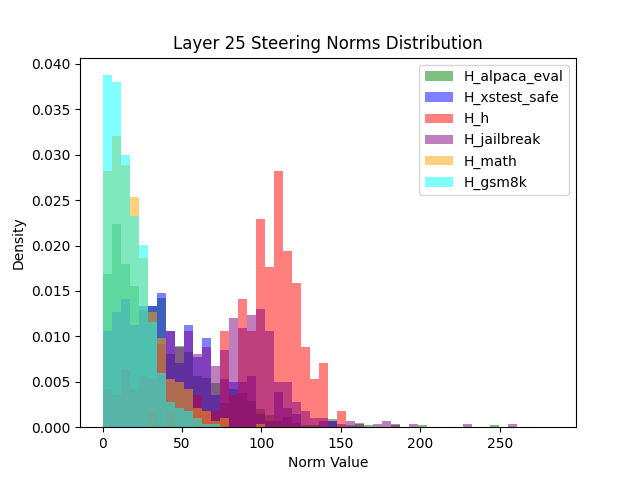 Layer 25 Steering Norms Distribution
0.040
0.035
0.030
0.025
0.020
0.015
0.010
0.005
0.000
Density
0 50 100 150 200 250
Norm Value
H_alpaca_eval
H_xstest_safe
H_h
H_jailbreak
H_math
H_gsm8k